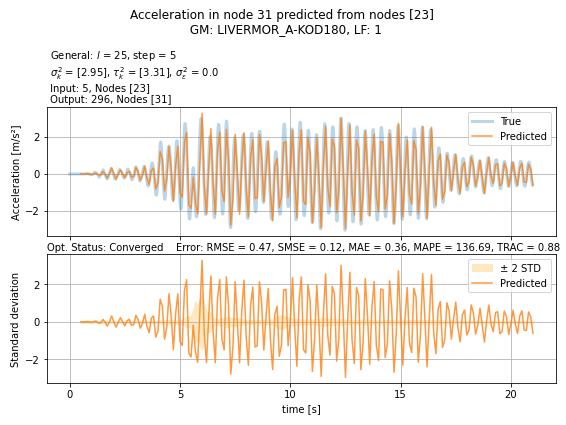 Acceleration in node 31 predicted from nodes [23]
GM: LIVERMOR_A-KOD180, LF: 1
General: l = 25, step = 5
σ²ₖ = [2.95], τ²ₖ = [3.31], σ²ε = 0.0
Input: 5, Nodes [23]
Output: 296, Nodes [31]
Acceleration [m/s²]
2
0
−2
True
Predicted
Opt. Status: Converged    Error: RMSE = 0.47, SMSE = 0.12, MAE = 0.36, MAPE = 136.69, TRAC = 0.88
Standard deviation
2
0
−2
± 2 STD
Predicted
0 5 10 15 20
time [s]